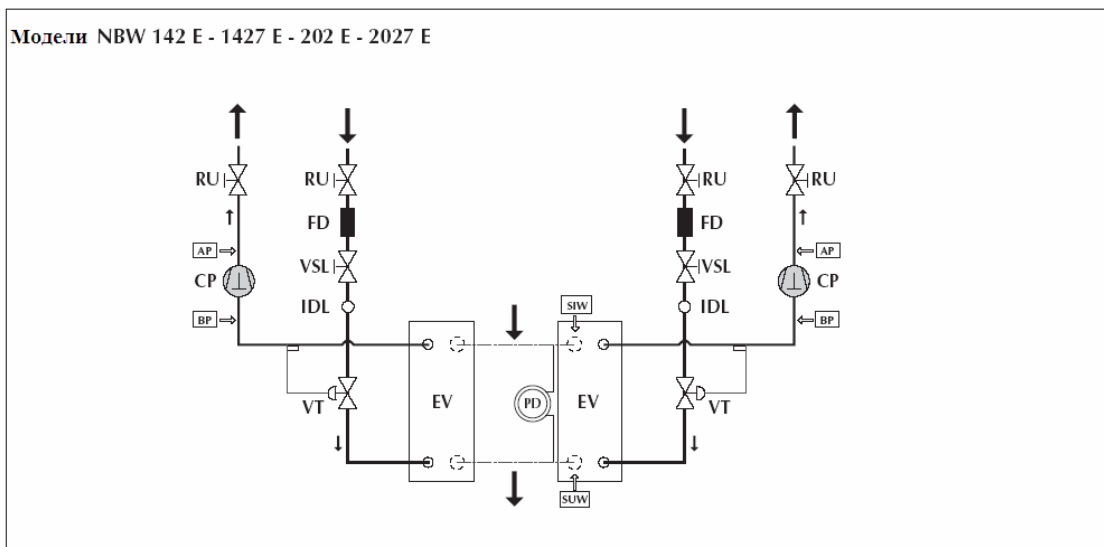 Модели NBW 142 E - 1427 E - 202 E - 2027 E
RU RU RU RU
FD FD
AP AP
CP VSL VSL CP
IDL IDL
BP SIW BP
EV PD EV
VT VT
SUW